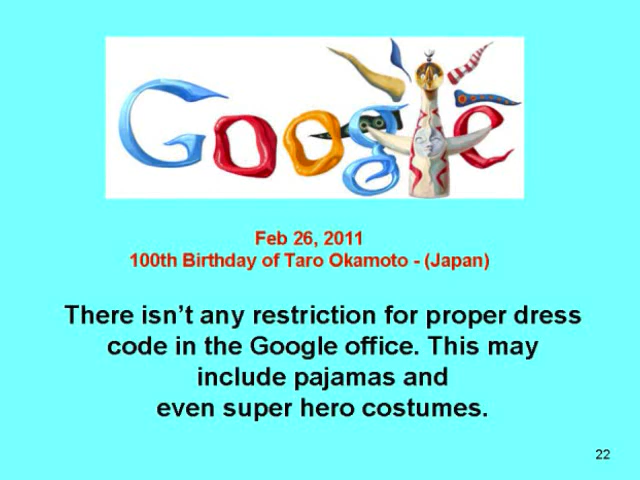 Google
Feb 26, 2011
100th Birthday of Taro Okamoto - (Japan)
There isn’t any restriction for proper dress
code in the Google office. This may
include pajamas and
even super hero costumes.
22